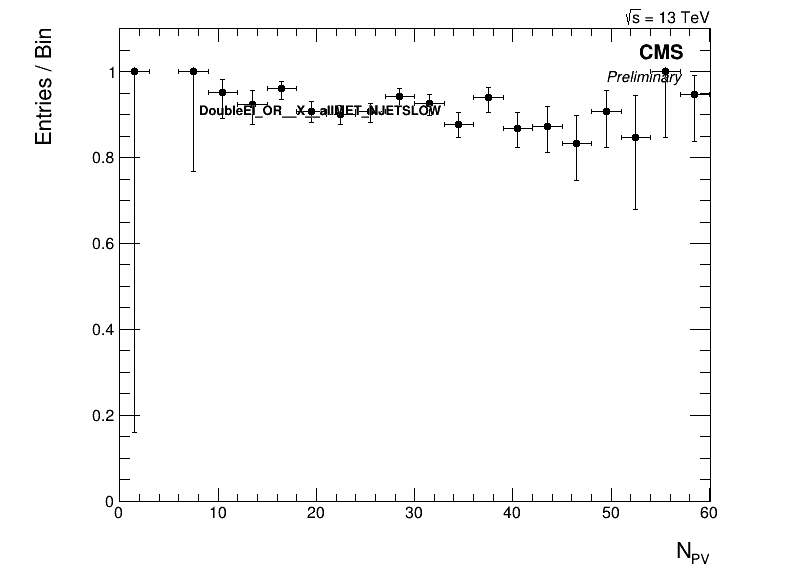 √s = 13 TeV
Entries / Bin
CMS
Preliminary
DoubleEl_OR__X__allMET_NJETSLOW
1
0.8
0.6
0.4
0.2
0
0 10 20 30 40 50 60
N_PV